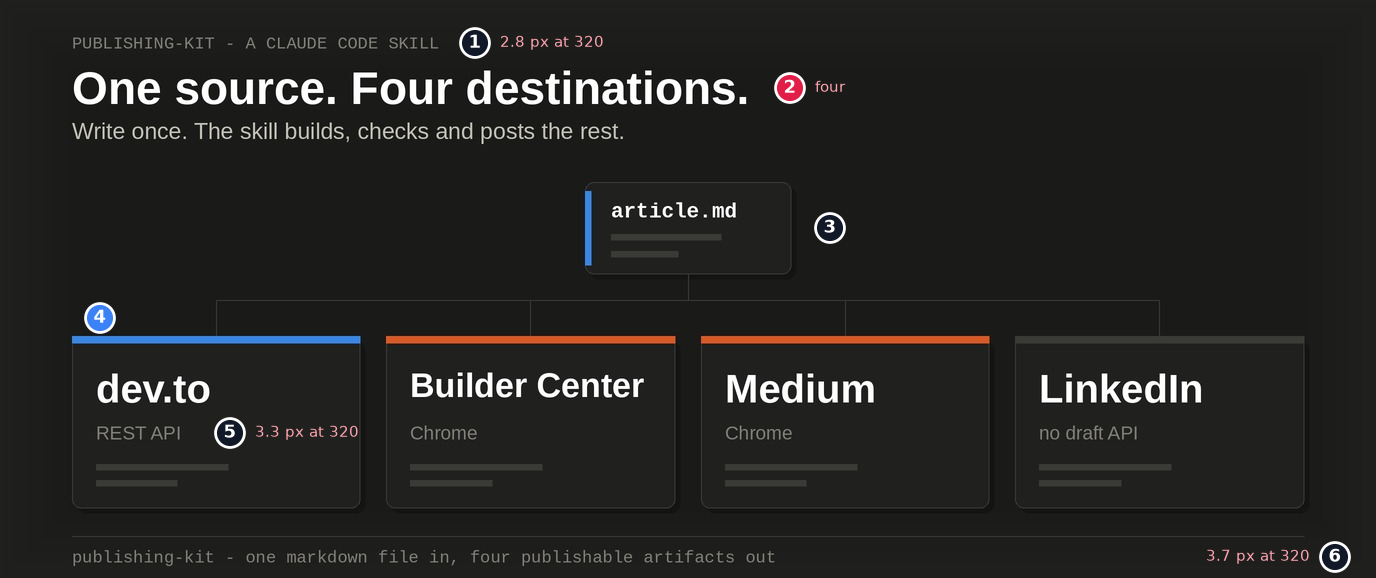 PUBLISHING-KIT - A CLAUDE CODE SKILL 1 2.8 px at 320
One source. Four destinations. 2 four
Write once. The skill builds, checks and posts the rest.
article.md
3
4
dev.to
REST API 5 3.3 px at 320
Builder Center
Chrome
Medium
Chrome
LinkedIn
no draft API
publishing-kit - one markdown file in, four publishable artifacts out 3.7 px at 320 6